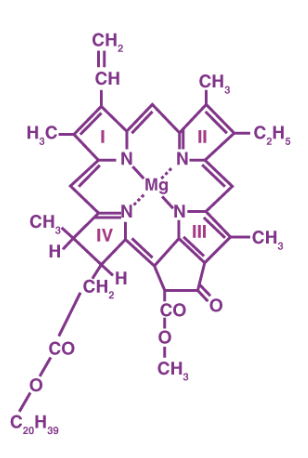 CH₂
CH
CH₃
H₃C
I
II
C₂H₅
N
N
Mg
N
N
CH₃
IV
III
CH₃
H
H
CH₂
O
CO
O
CO
CH₃
O
C₂₀H₃₉